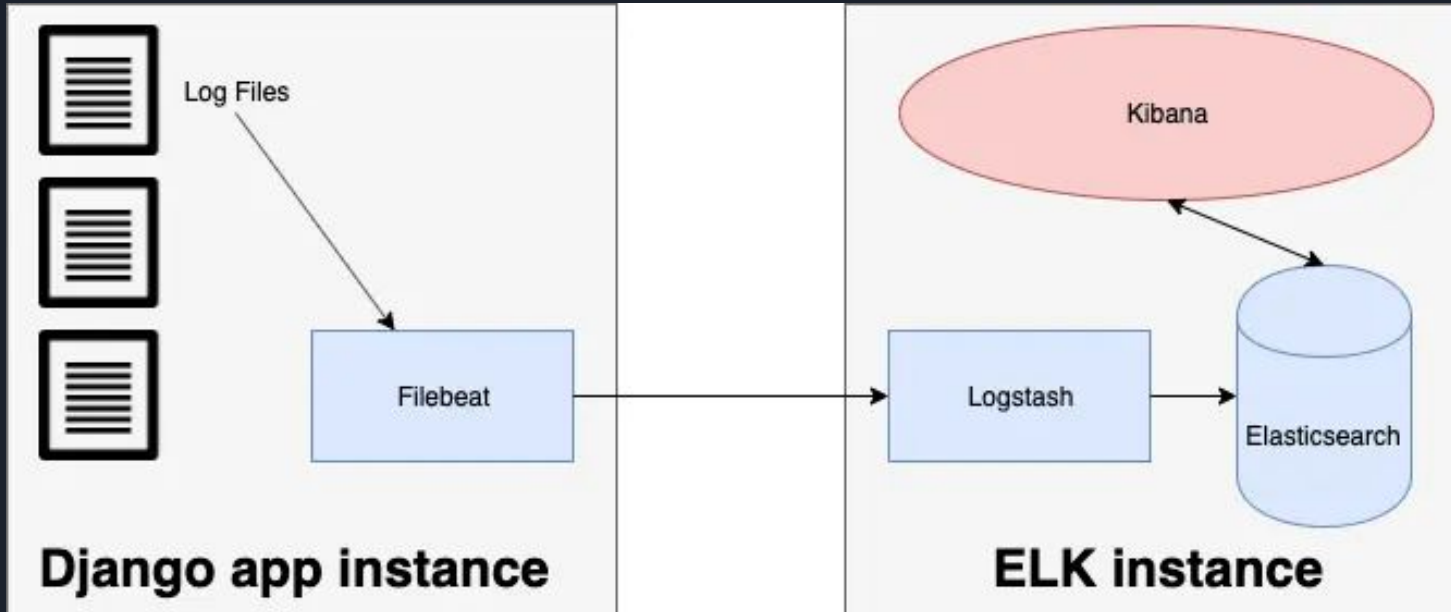 Log Files
Kibana
Filebeat
Logstash
Elasticsearch
Django app instance
ELK instance